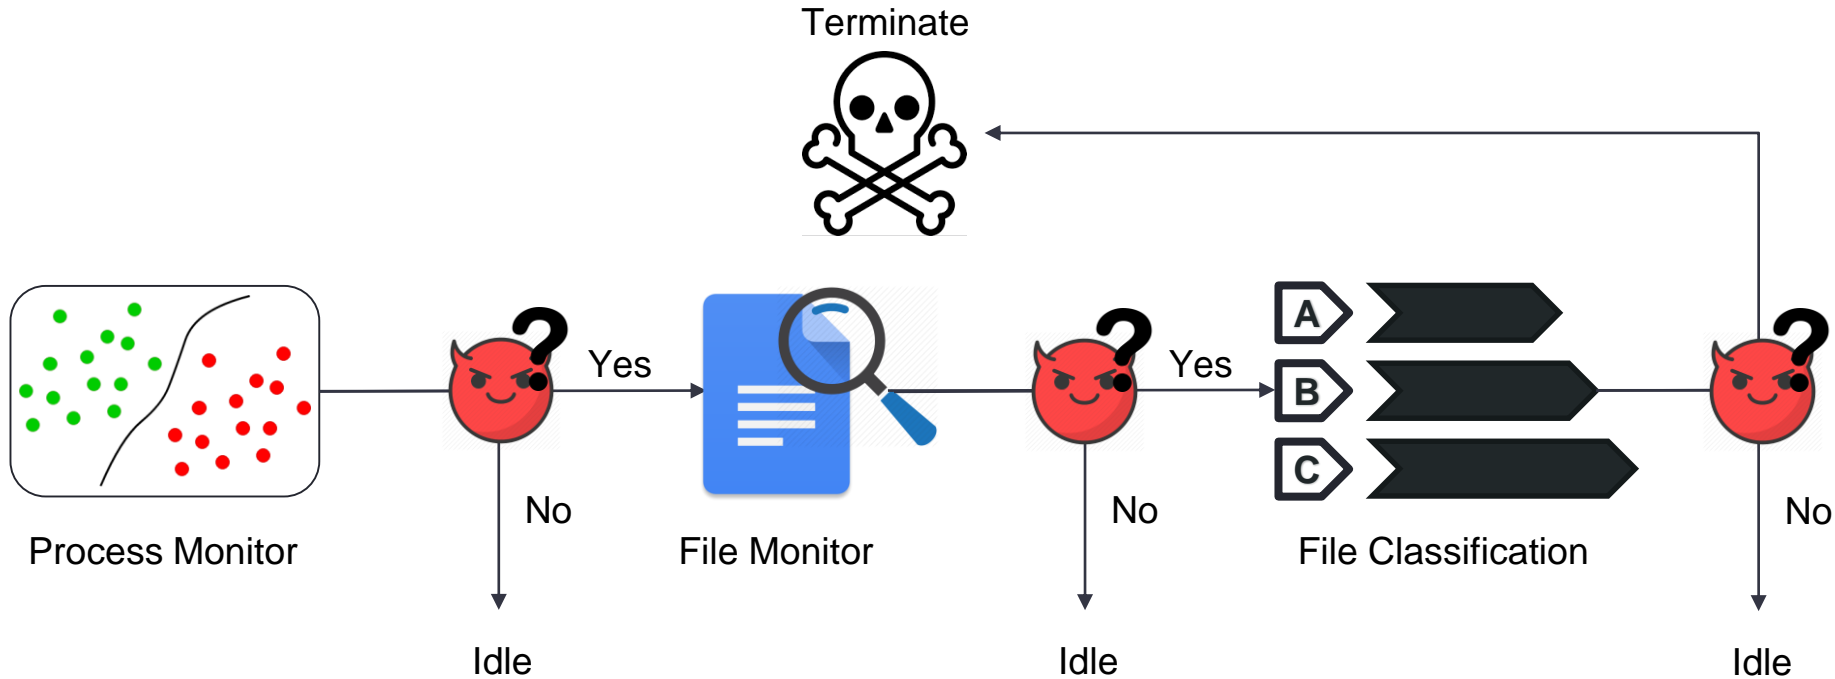 Terminate
?
?
?
Yes
Yes
A
B
C
No
No
No
Process Monitor
File Monitor
File Classification
Idle
Idle
Idle